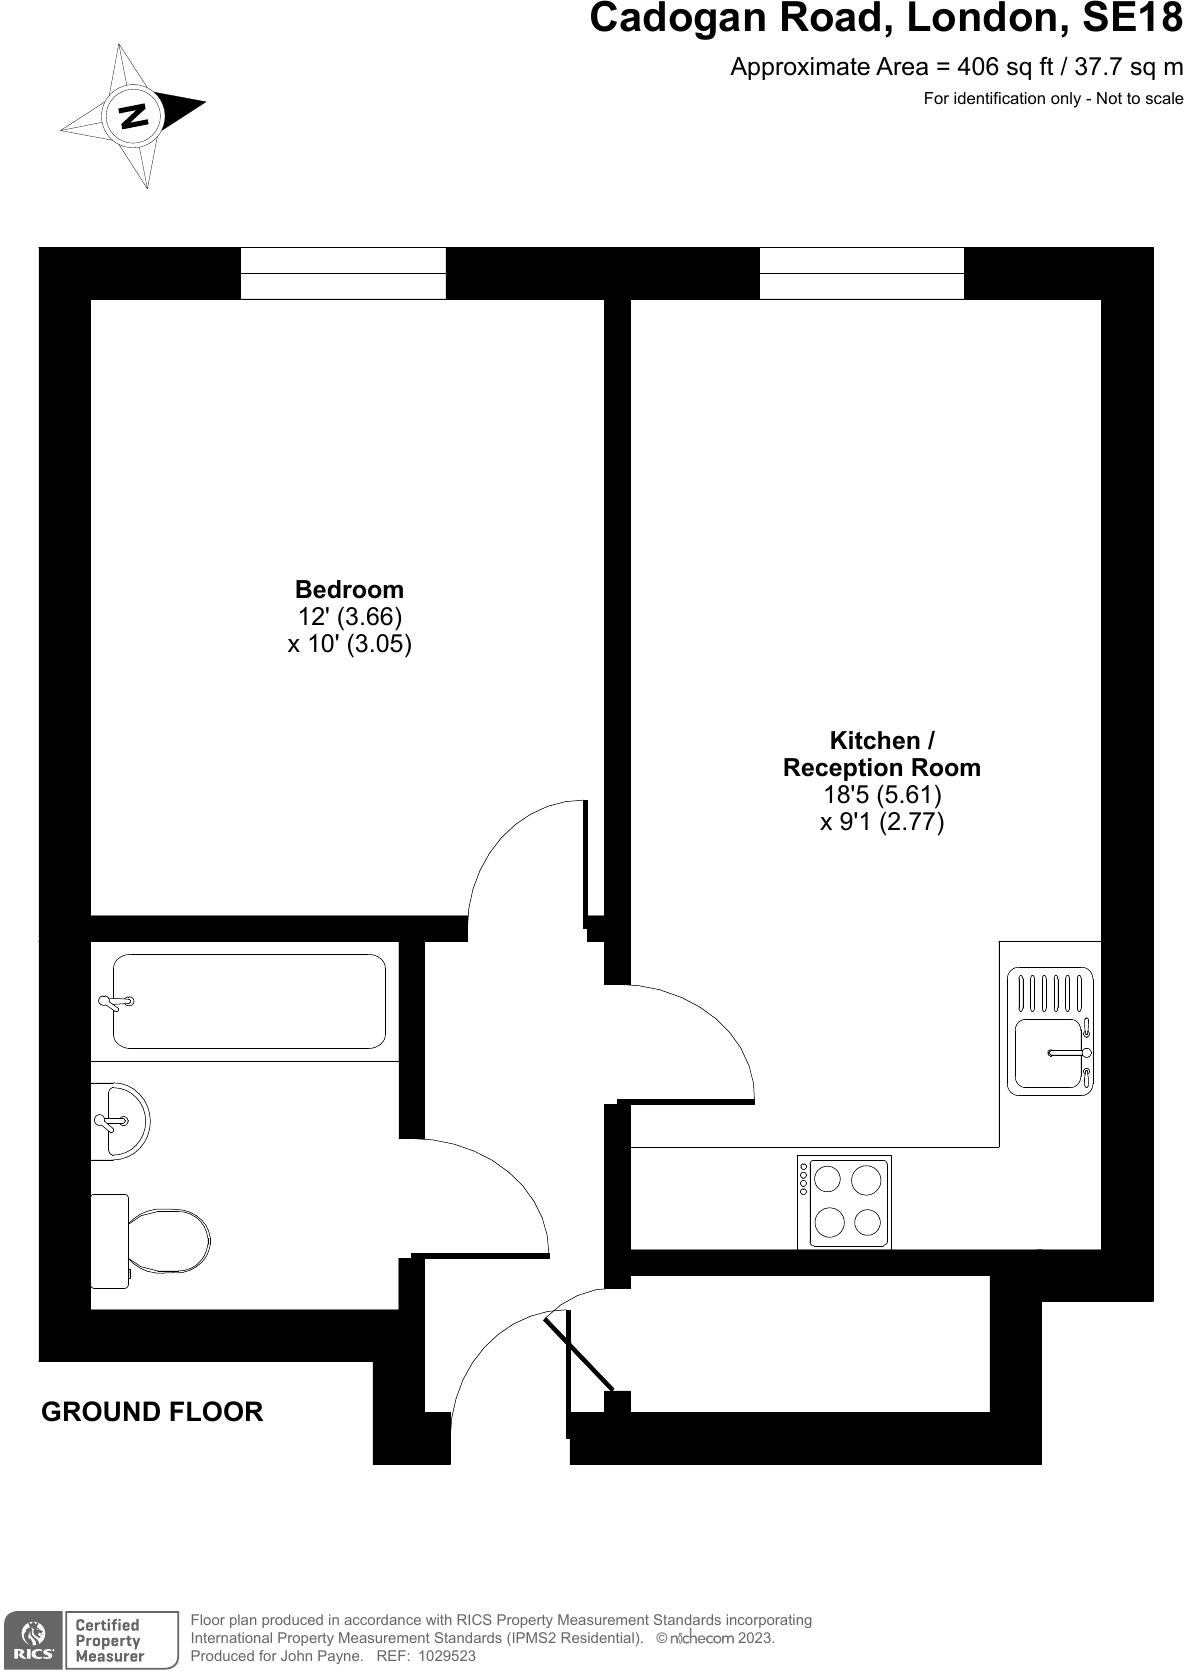 Cadogan Road, London, SE18
Approximate Area = 406 sq ft / 37.7 sq m
For identification only - Not to scale
N
Bedroom
12' (3.66)
x 10' (3.05)
Kitchen /
Reception Room
18'5 (5.61)
x 9'1 (2.77)
GROUND FLOOR
RICS
Certified
Property
Measurer
Floor plan produced in accordance with RICS Property Measurement Standards incorporating
International Property Measurement Standards (IPMS2 Residential). © nichecom 2023.
Produced for John Payne. REF: 1029523